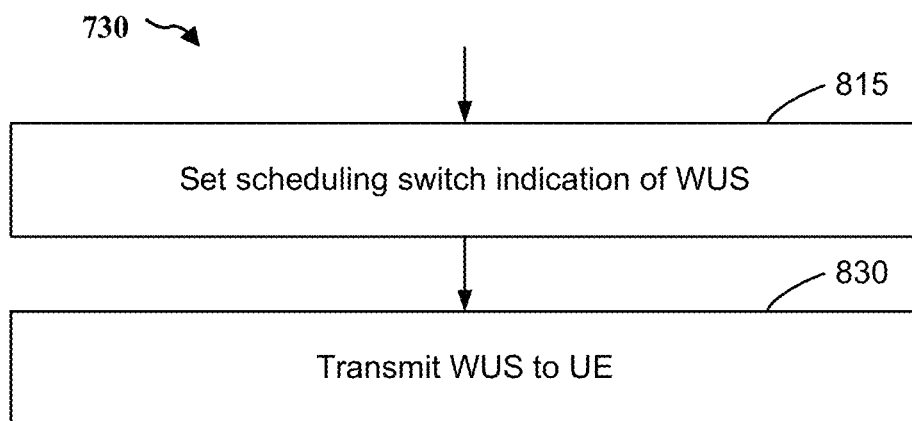 730
815
Set scheduling switch indication of WUS
830
Transmit WUS to UE